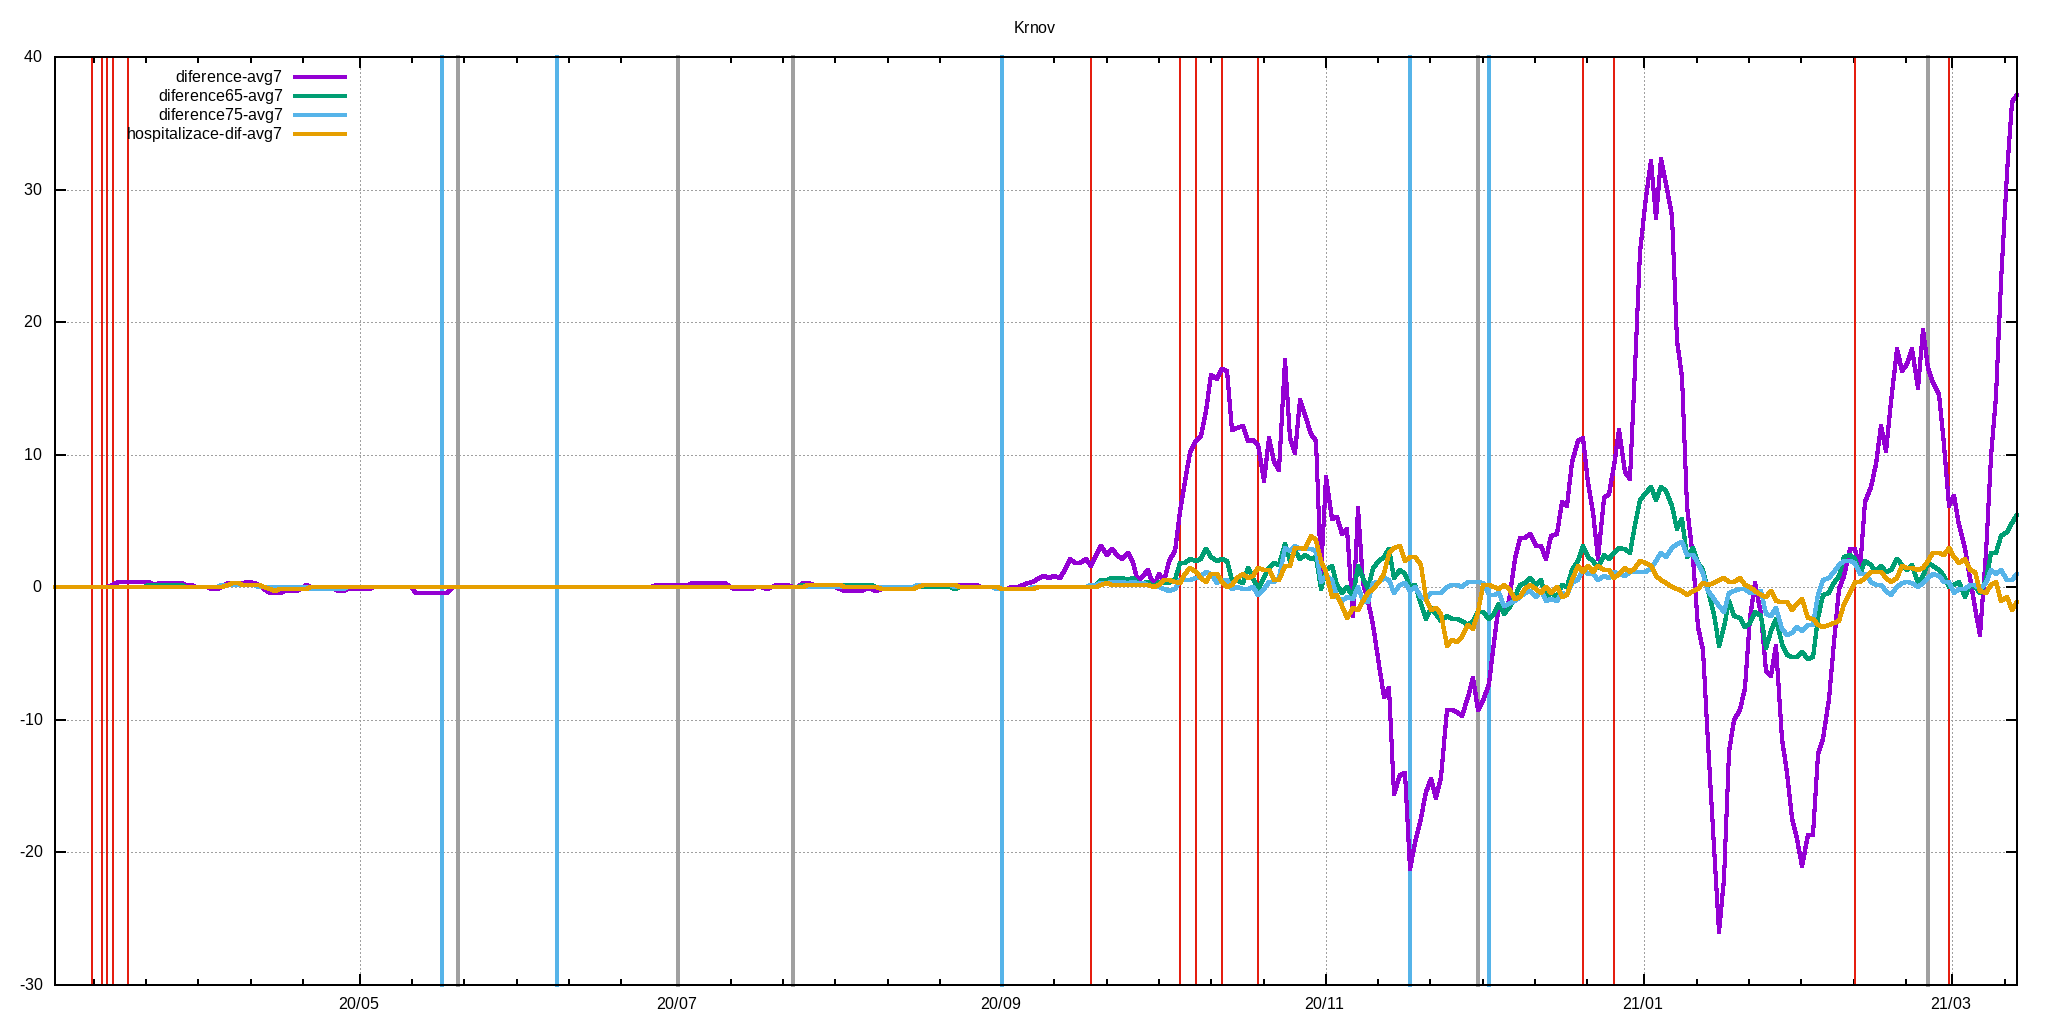 Krnov
40
diference-avg7
diference65-avg7
diference75-avg7
hospitalizace-dif-avg7
30
20
10
0
-10
-20
-30
20/05 20/07 20/09 20/11 21/01 21/03